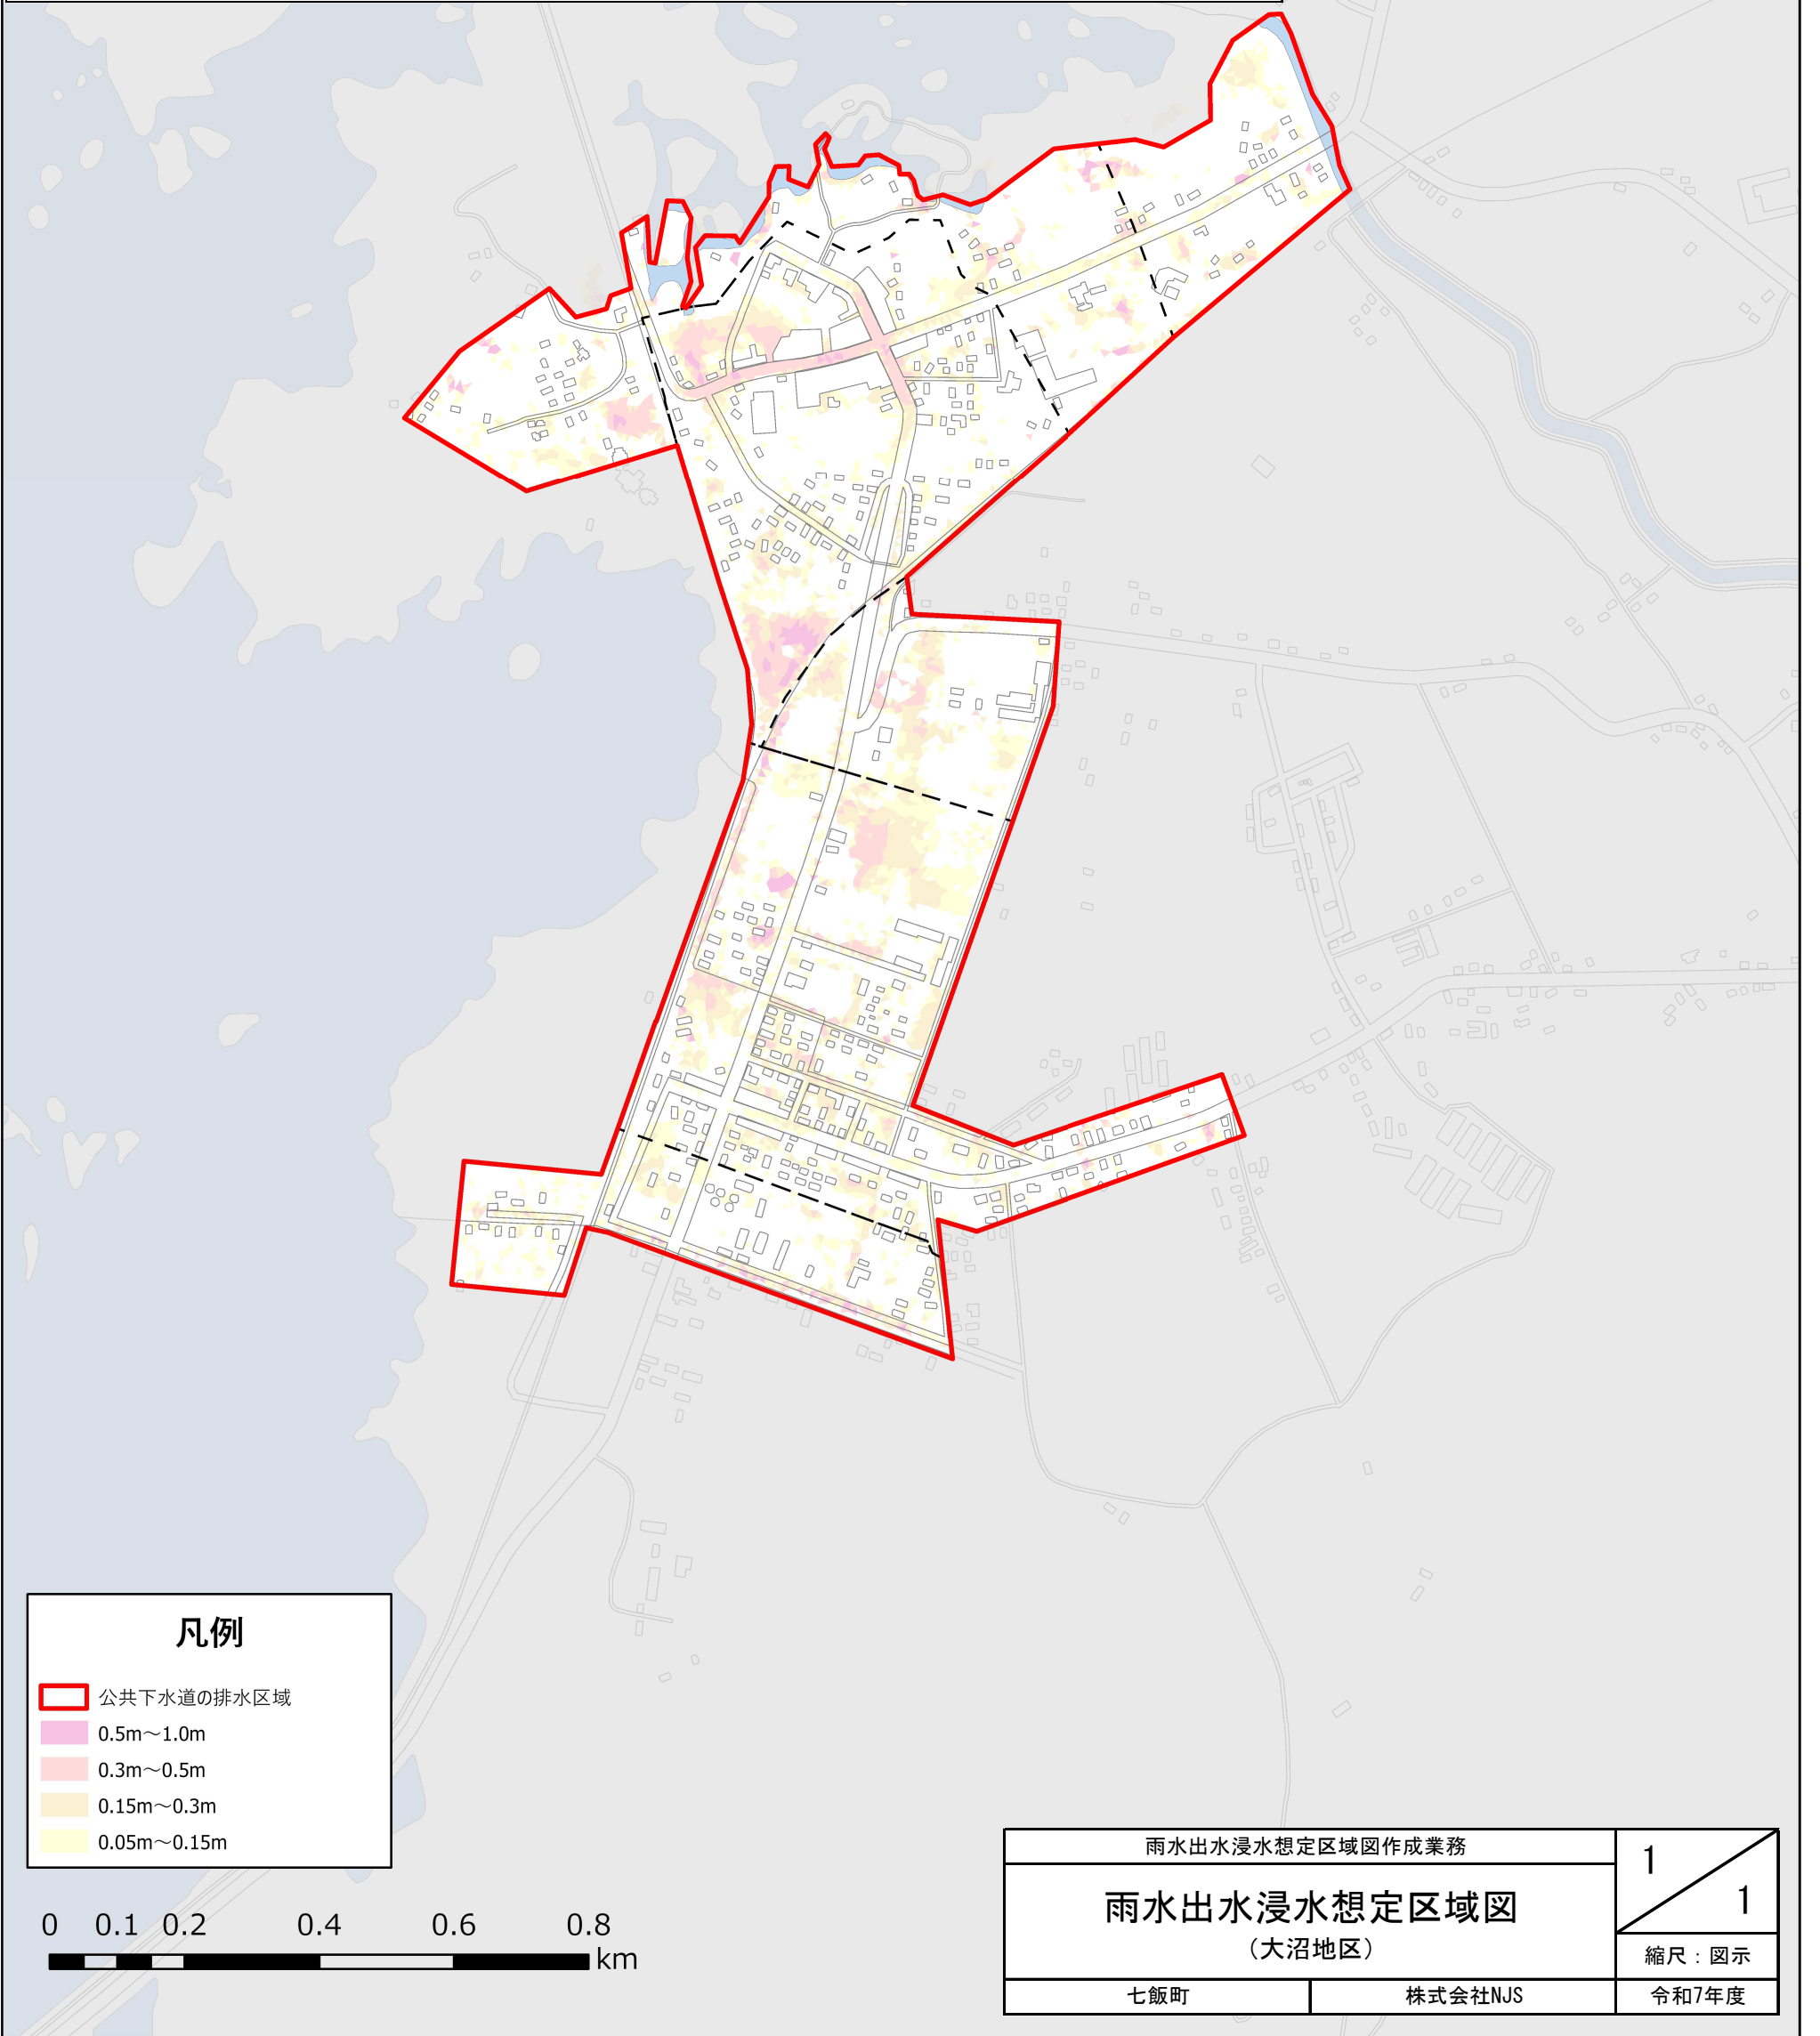 凡例
公共下水道の排水区域
0.5m～1.0m
0.3m～0.5m
0.15m～0.3m
0.05m～0.15m
0 0.1 0.2 0.4 0.6 0.8
km
雨水出水浸水想定区域図作成業務
1
1
雨水出水浸水想定区域図
（大沼地区）
縮尺：図示
七飯町 株式会社NJS 令和7年度